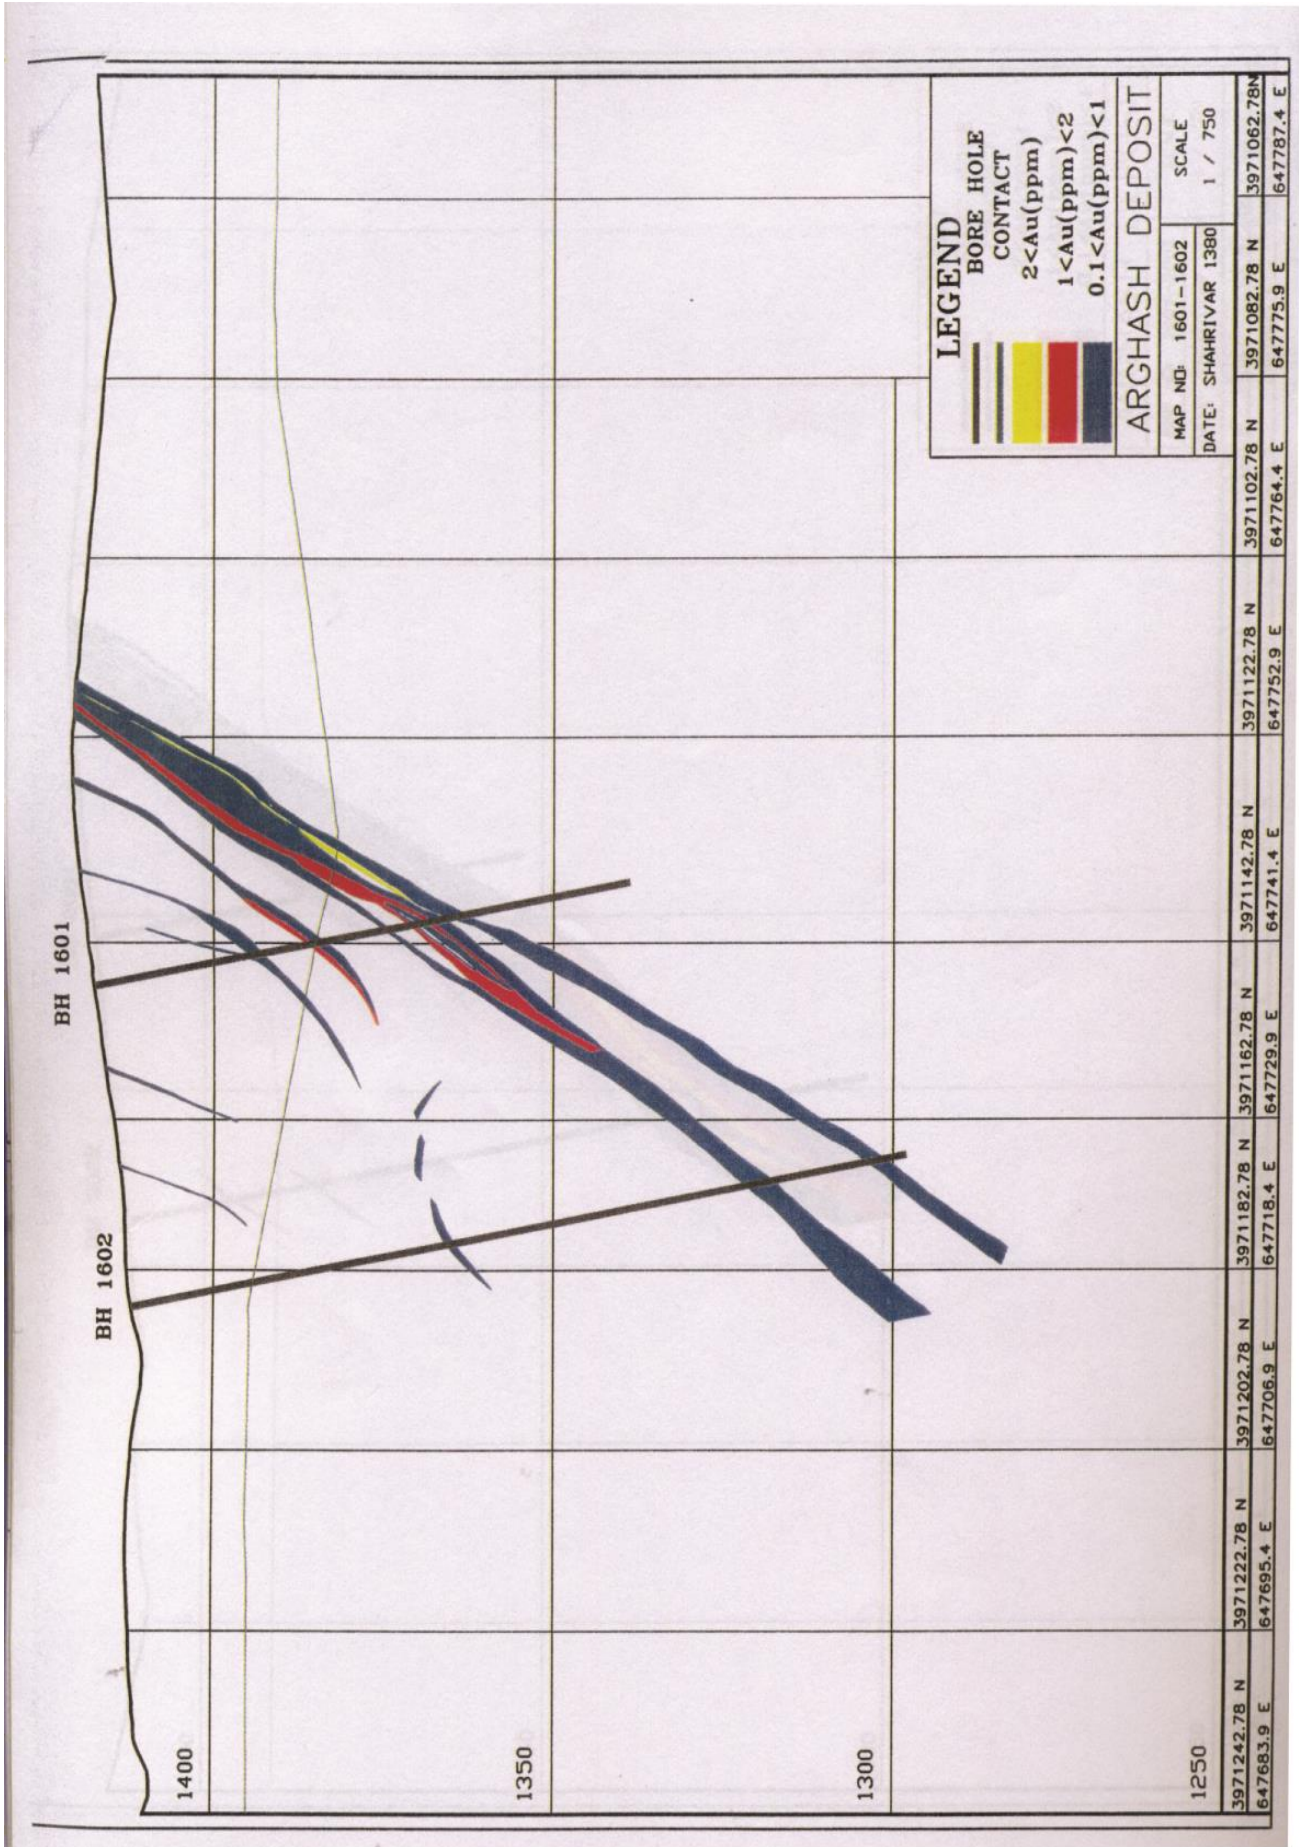 BH 1602
BH 1601
1400
1350
1300
1250
LEGEND
BORE HOLE
CONTACT
2<Au(ppm)
1<Au(ppm)<2
0.1<Au(ppm)<1
ARGHASH DEPOSIT
MAP NO: 1601-1602
SCALE
DATE: SHAHRIVAR 1380
1 / 750
3971242.78 N 3971222.78 N 3971202.78 N 3971182.78 N 3971162.78 N 3971142.78 N 3971122.78 N 3971102.78 N 3971082.78 N 3971062.78N
647683.9 E 647695.4 E 647706.9 E 647718.4 E 647729.9 E 647741.4 E 647752.9 E 647764.4 E 647775.9 E 647787.4 E